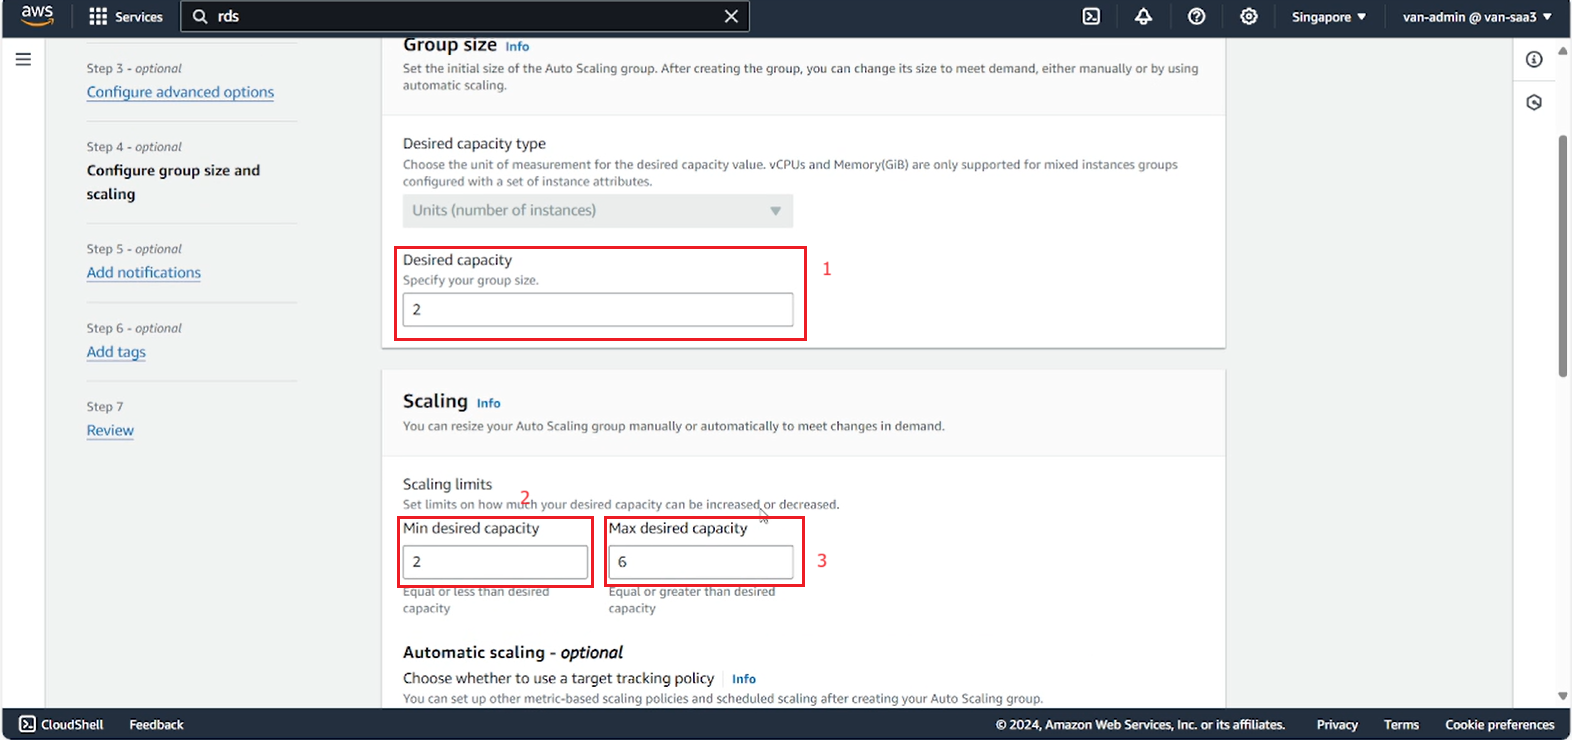 aws
Services
rds
Singapore
van-admin @ van-saa3
Step 3 - optional
Configure advanced options
Step 4 - optional
Configure group size and
scaling
Step 5 - optional
Add notifications
Step 6 - optional
Add tags
Step 7
Review
Group size Info
Set the initial size of the Auto Scaling group. After creating the group, you can change its size to meet demand, either manually or by using
automatic scaling.
Desired capacity type
Choose the unit of measurement for the desired capacity value. vCPUs and Memory(GiB) are only supported for mixed instances groups
configured with a set of instance attributes.
Units (number of instances)
Desired capacity
1
Specify your group size.
2
Scaling Info
You can resize your Auto Scaling group manually or automatically to meet changes in demand.
Scaling limits
2
Set limits on how much your desired capacity can be increased or decreased.
Min desired capacity
Max desired capacity
2
6
3
Equal or less than desired
capacity
Equal or greater than desired
capacity
Automatic scaling - optional
Choose whether to use a target tracking policy Info
You can set up other metric-based scaling policies and scheduled scaling after creating your Auto Scaling group.
CloudShell
Feedback
© 2024, Amazon Web Services, Inc. or its affiliates.
Privacy
Terms
Cookie preferences